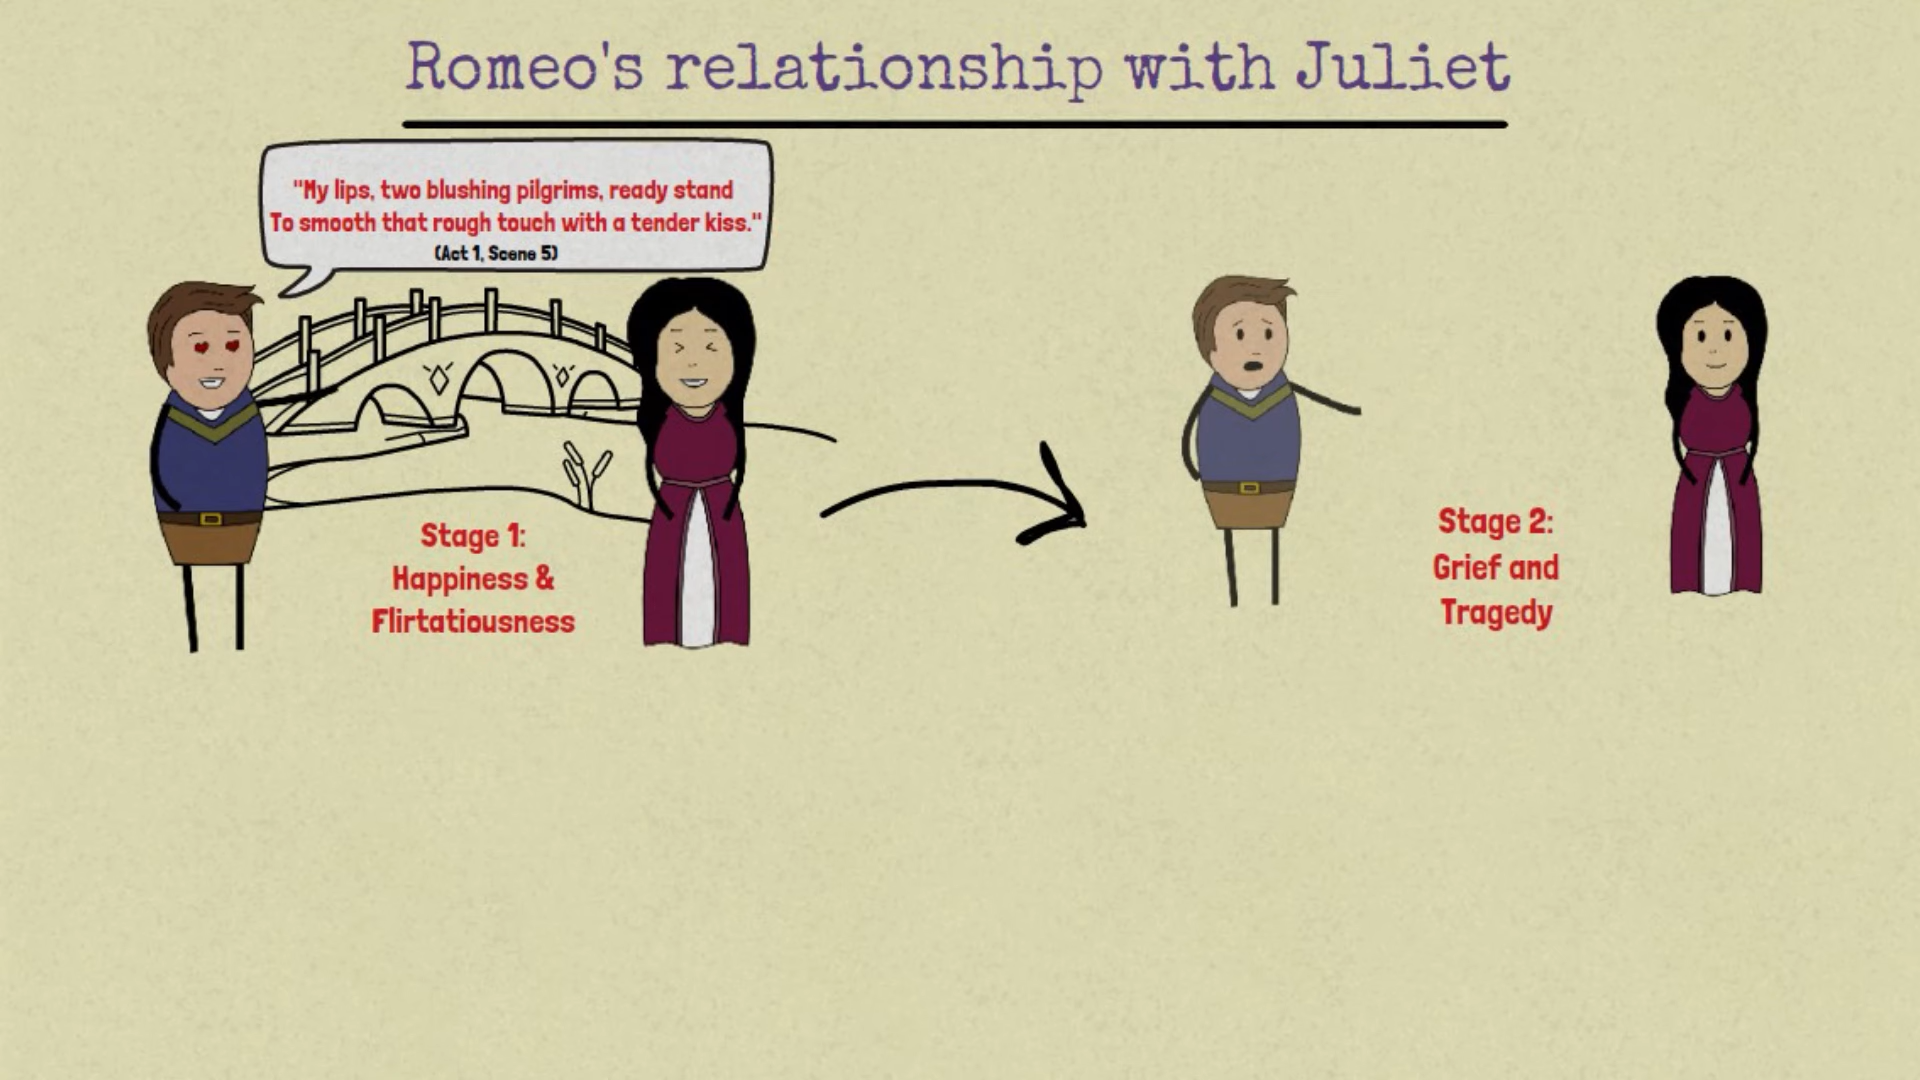 Romeo's relationship with Juliet
"My lips, two blushing pilgrims, ready stand
To smooth that rough touch with a tender kiss."
(Act 1, Scene 5)
Stage 1:
Happiness &
Flirtatiousness
Stage 2:
Grief and
Tragedy